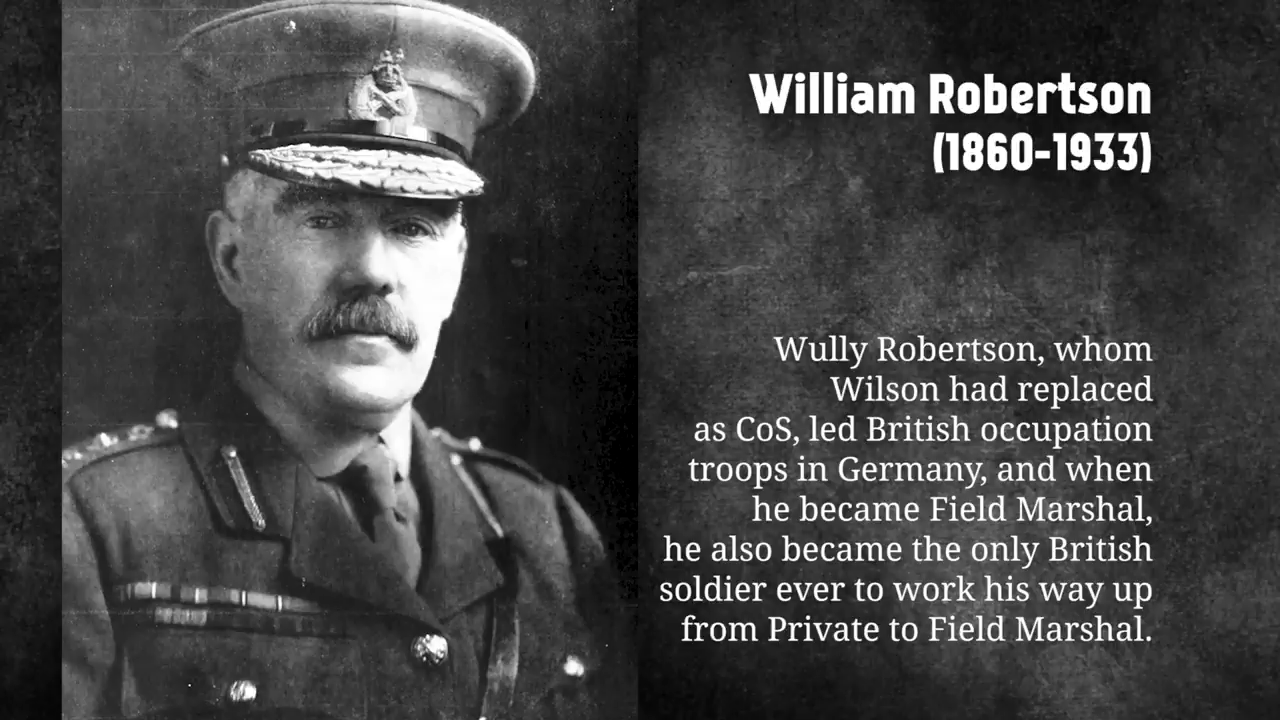 William Robertson
(1860-1933)
Wully Robertson, whom
Wilson had replaced
as CoS, led British occupation
troops in Germany, and when
he became Field Marshal,
he also became the only British
soldier ever to work his way up
from Private to Field Marshal.